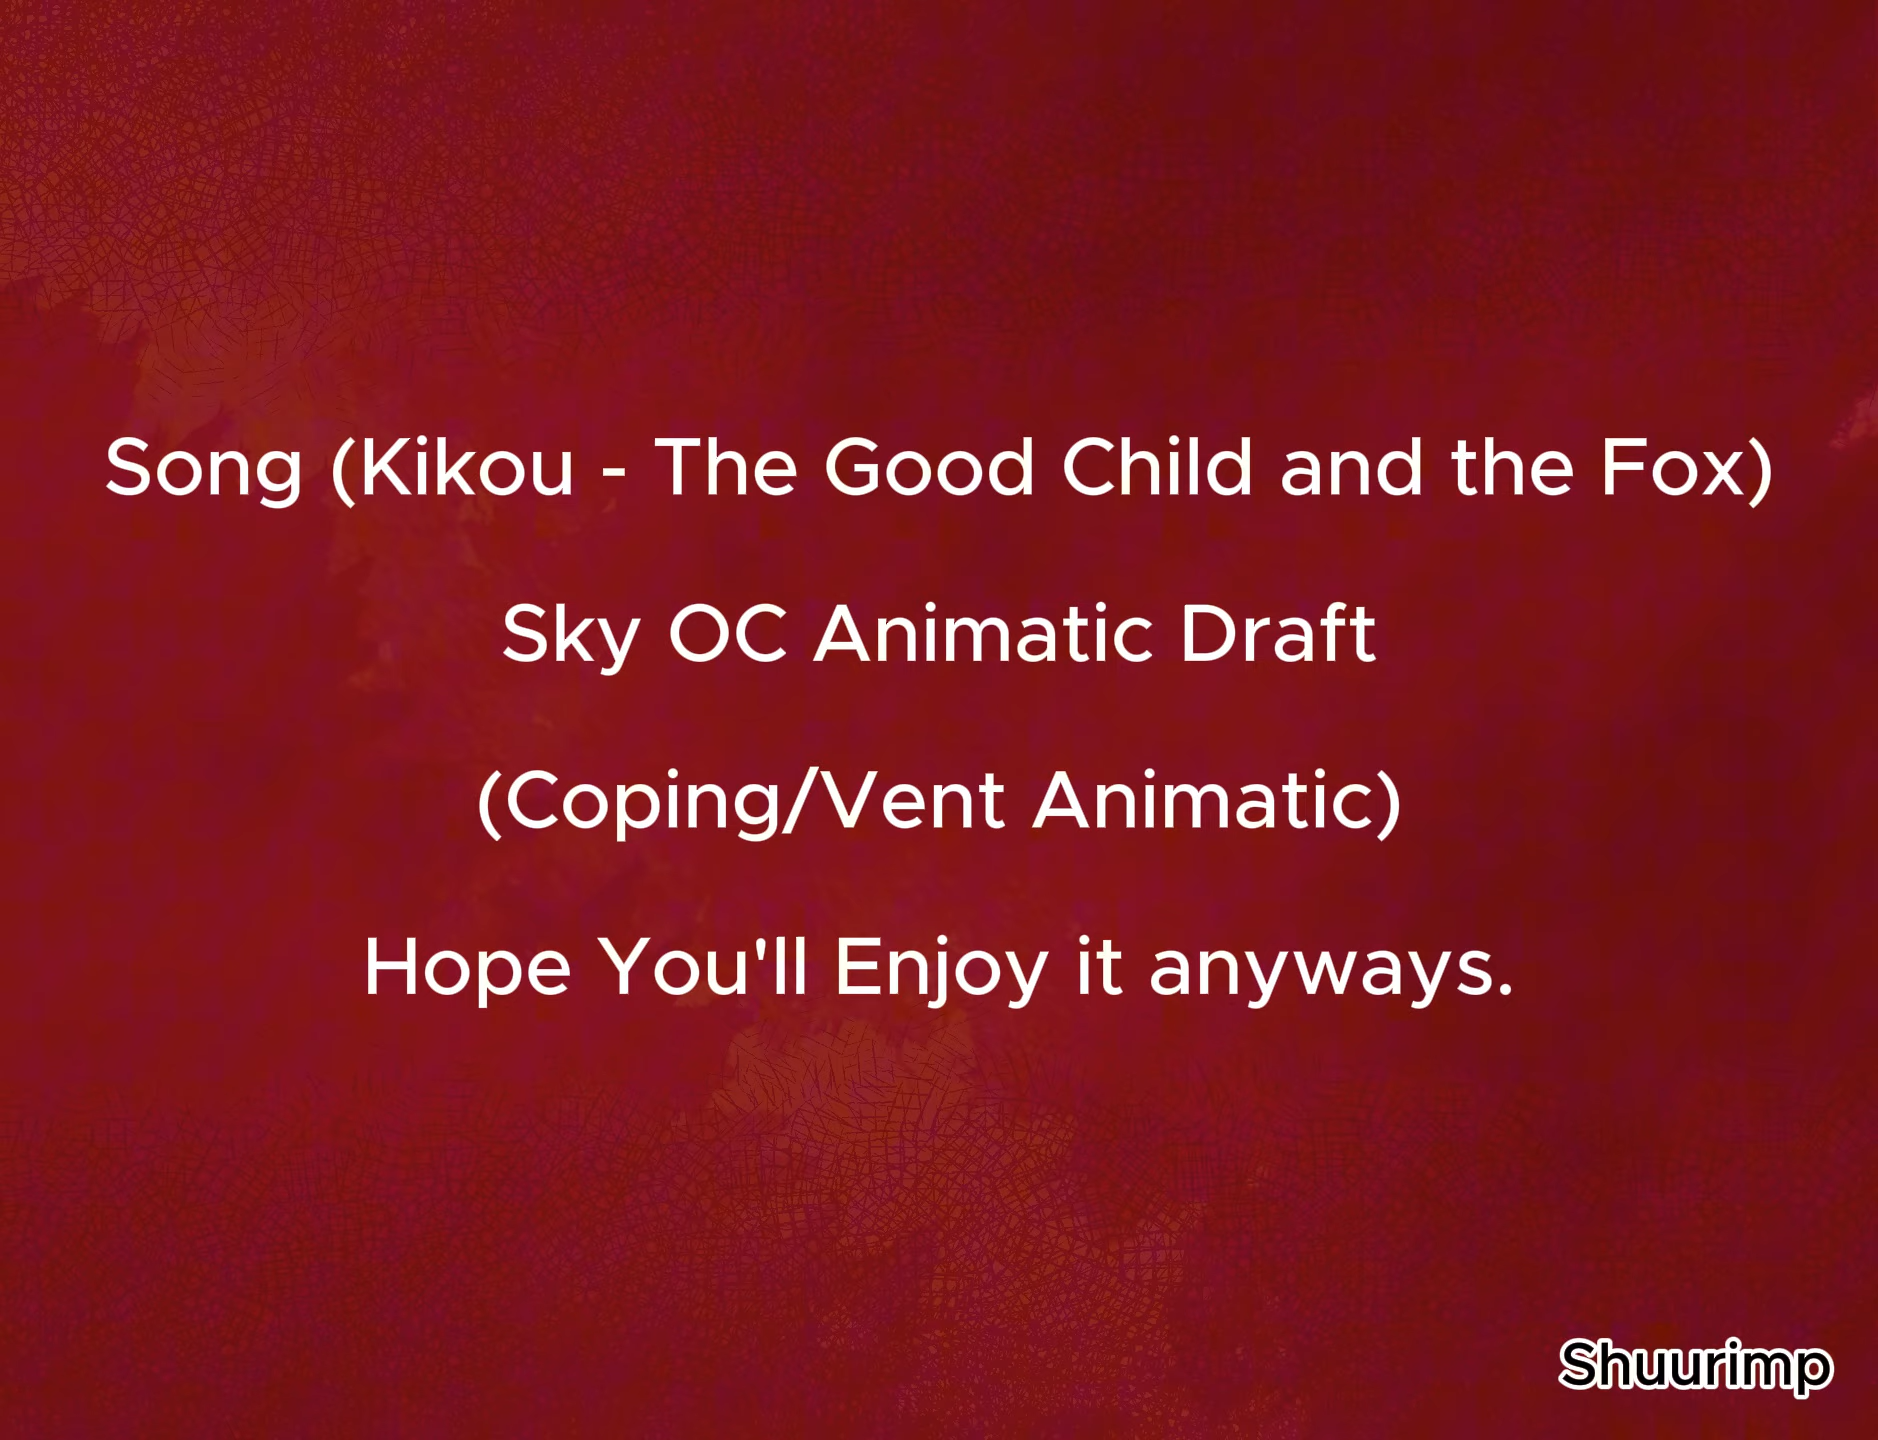 Song (Kikou - The Good Child and the Fox)
Sky OC Animatic Draft
(Coping/Vent Animatic)
Hope You'll Enjoy it anyways.
Shuurimp